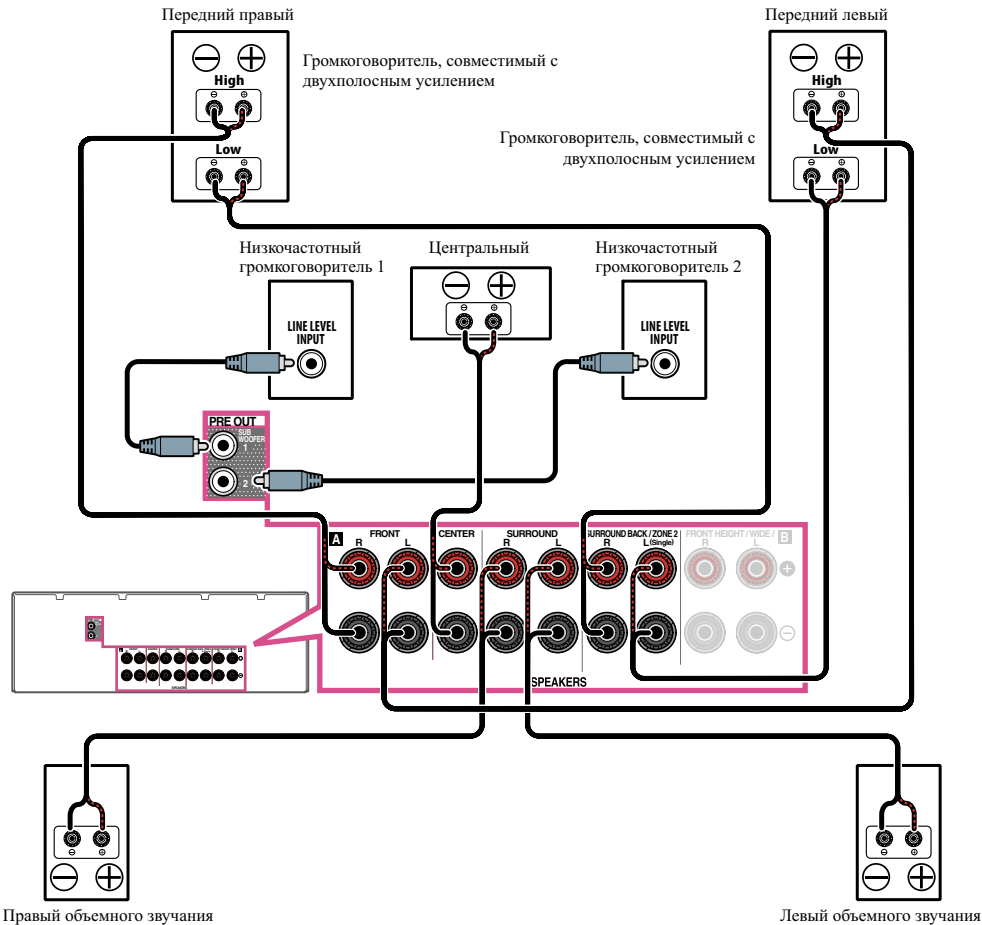 Передний правый
Передний левый
Громкоговоритель, совместимый с
двухполосным усилением
High
Low
Громкоговоритель, совместимый с
двухполосным усилением
High
Low
Низкочастотный
громкоговоритель 1
Центральный
Низкочастотный
громкоговоритель 2
LINE LEVEL
INPUT
LINE LEVEL
INPUT
PRE OUT
SUB
WOOFER
1
2
A
FRONT
R L
CENTER
SURROUND
R L
SURROUND BACK / ZONE 2
R L (Single)
FRONT HEIGHT / WIDE /
B
R L
SPEAKERS
Правый объемного звучания
Левый объемного звучания